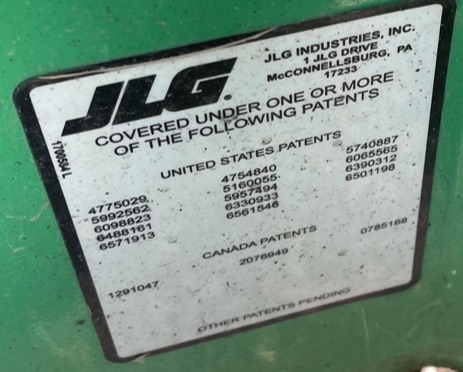 JLG®
JLG INDUSTRIES, INC.
1 JLG DRIVE
McCONNELLSBURG, PA
17233
COVERED UNDER ONE OR MORE
OF THE FOLLOWING PATENTS
1700584 L
UNITED STATES PATENTS
4775029 4754840 5740887
5992562 5160055 6065565
6098823 5957494 6390312
6488161 6330933 6501198
6571913 6561546
CANADA PATENTS
1291047 2076949 0785168
OTHER PATENTS PENDING